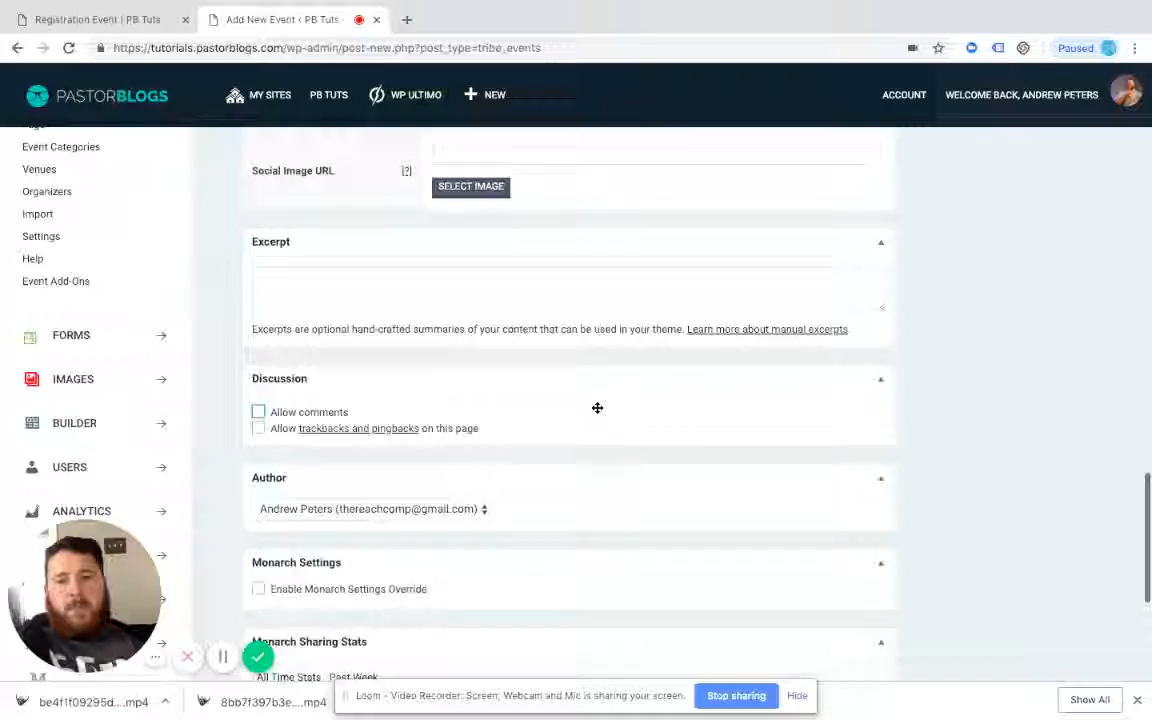 Registration Event | PB Tuts
Add New Event ‹ PB Tuts -
https://tutorials.pastorblogs.com/wp-admin/post-new.php?post_type=tribe_events
Paused
PASTORBLOGS
MY SITES
PB TUTS
WP ULTIMO
NEW
ACCOUNT
WELCOME BACK, ANDREW PETERS
Event Categories
Venues
Organizers
Import
Settings
Help
Event Add-Ons
FORMS
IMAGES
BUILDER
USERS
ANALYTICS
Social Image URL
[?]
SELECT IMAGE
Excerpt
Excerpts are optional hand-crafted summaries of your content that can be used in your theme. Learn more about manual excerpts
Discussion
Allow comments
Allow trackbacks and pingbacks on this page
Author
Andrew Peters (thereachcomp@gmail.com)
Monarch Settings
Enable Monarch Settings Override
Monarch Sharing Stats
All Time Stats Past Week
be4f1f09295d....mp4
8bb7f397b3e....mp4
Loom - Video Recorder: Screen, Webcam and Mic is sharing your screen.
Stop sharing
Hide
Show All